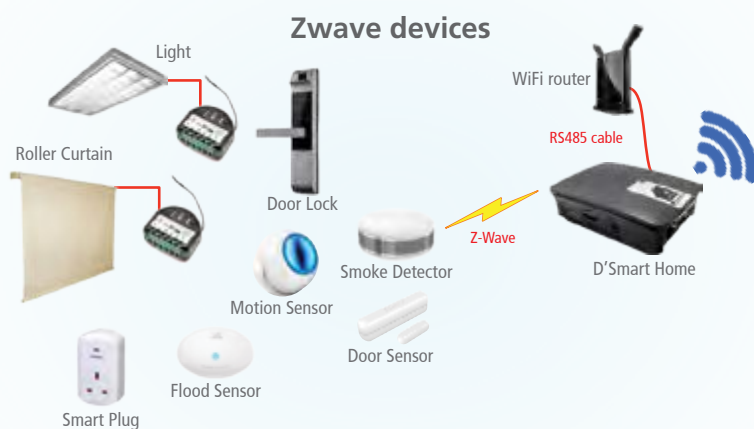 Zwave devices
Light
WiFi router
RS485 cable
Roller Curtain
Door Lock
Z-Wave
Smoke Detector
D'Smart Home
Motion Sensor
Door Sensor
Flood Sensor
Smart Plug